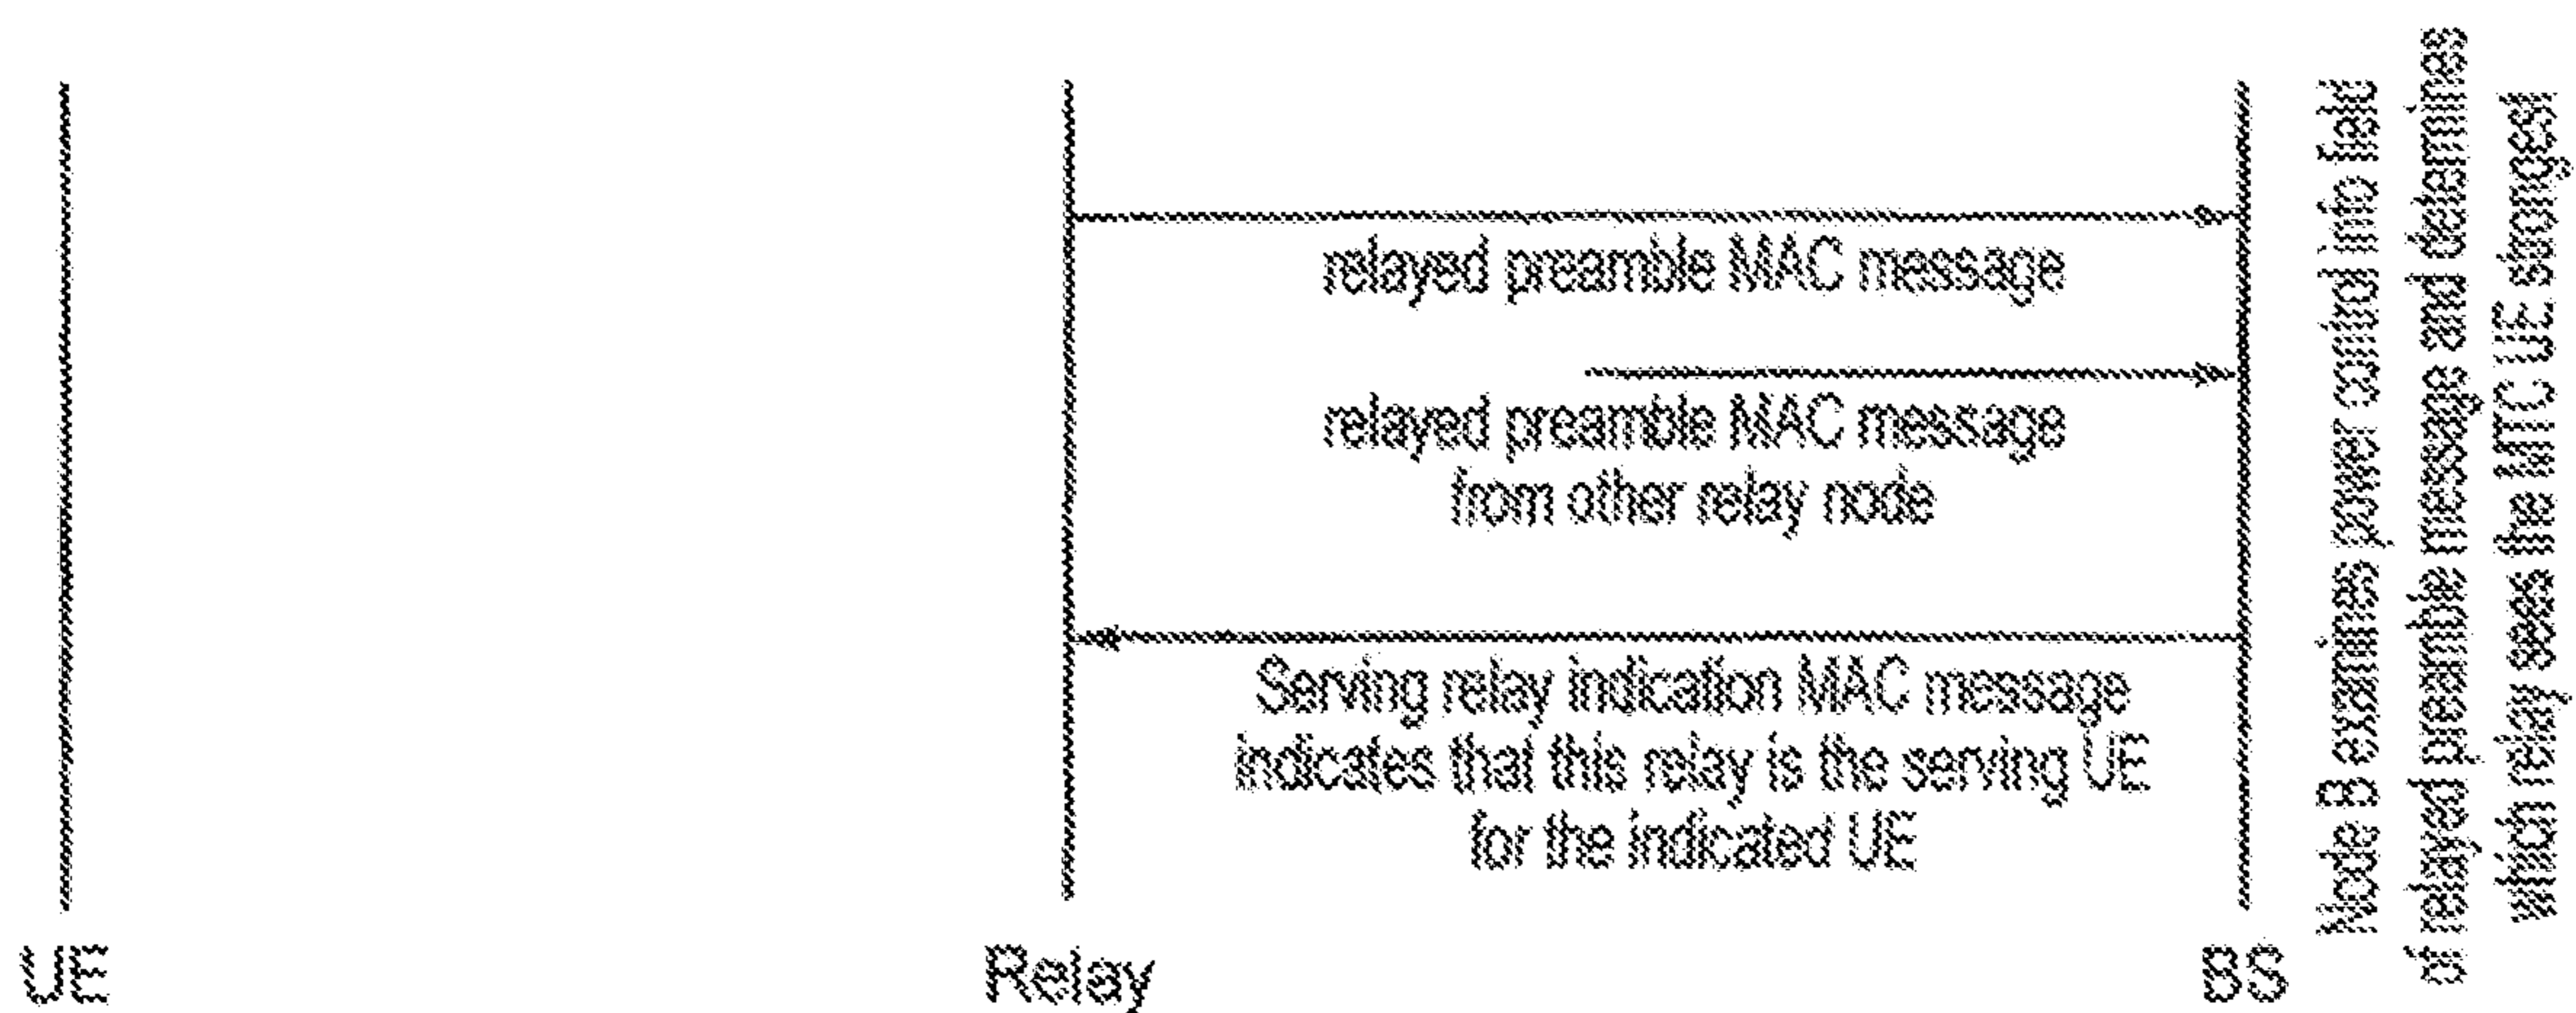 relayed preamble MAC message
relayed preamble MAC message
from other relay node
Serving relay indication MAC message
indicates that this relay is the serving UE
for the indicated UE
UE
Relay
BS
Node B examines power control info field
of relayed preamble message and determines
which relay sees the MTC UE strongest